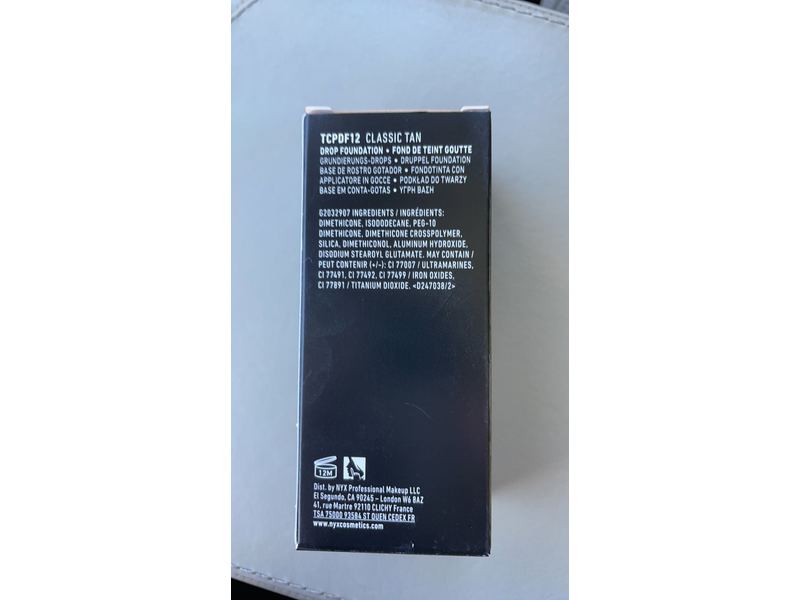 TCPDF12 CLASSIC TAN
DROP FOUNDATION • FOND DE TEINT GOUTTE
GRUNDIERUNGS-DROPS • DRUPPEL FOUNDATION
BASE DE ROSTRO GOTADOR • FONDOTINTA CON
APPLICATORE IN GOCCE • PODKŁAD DO TWARZY
BASE EM CONTA-GOTAS • ΥΓΡΗ ΒΑΣΗ
G2032907 INGREDIENTS / INGRÉDIENTS:
DIMETHICONE, ISODODECANE, PEG-10
DIMETHICONE, DIMETHICONE CROSSPOLYMER,
SILICA, DIMETHICONOL, ALUMINUM HYDROXIDE,
DISODIUM STEAROYL GLUTAMATE. MAY CONTAIN /
PEUT CONTENIR (+/-): CI 77007 / ULTRAMARINES,
CI 77491, CI 77492, CI 77499 / IRON OXIDES,
CI 77891 / TITANIUM DIOXIDE. <D247038/2>
12M
Dist. by NYX Professional Makeup LLC
El Segundo, CA 90245 – London W6 8AZ
41, rue Martre 92110 CLICHY France
TSA 75000 93584 ST OUEN CEDEX FR
www.nyxcosmetics.com